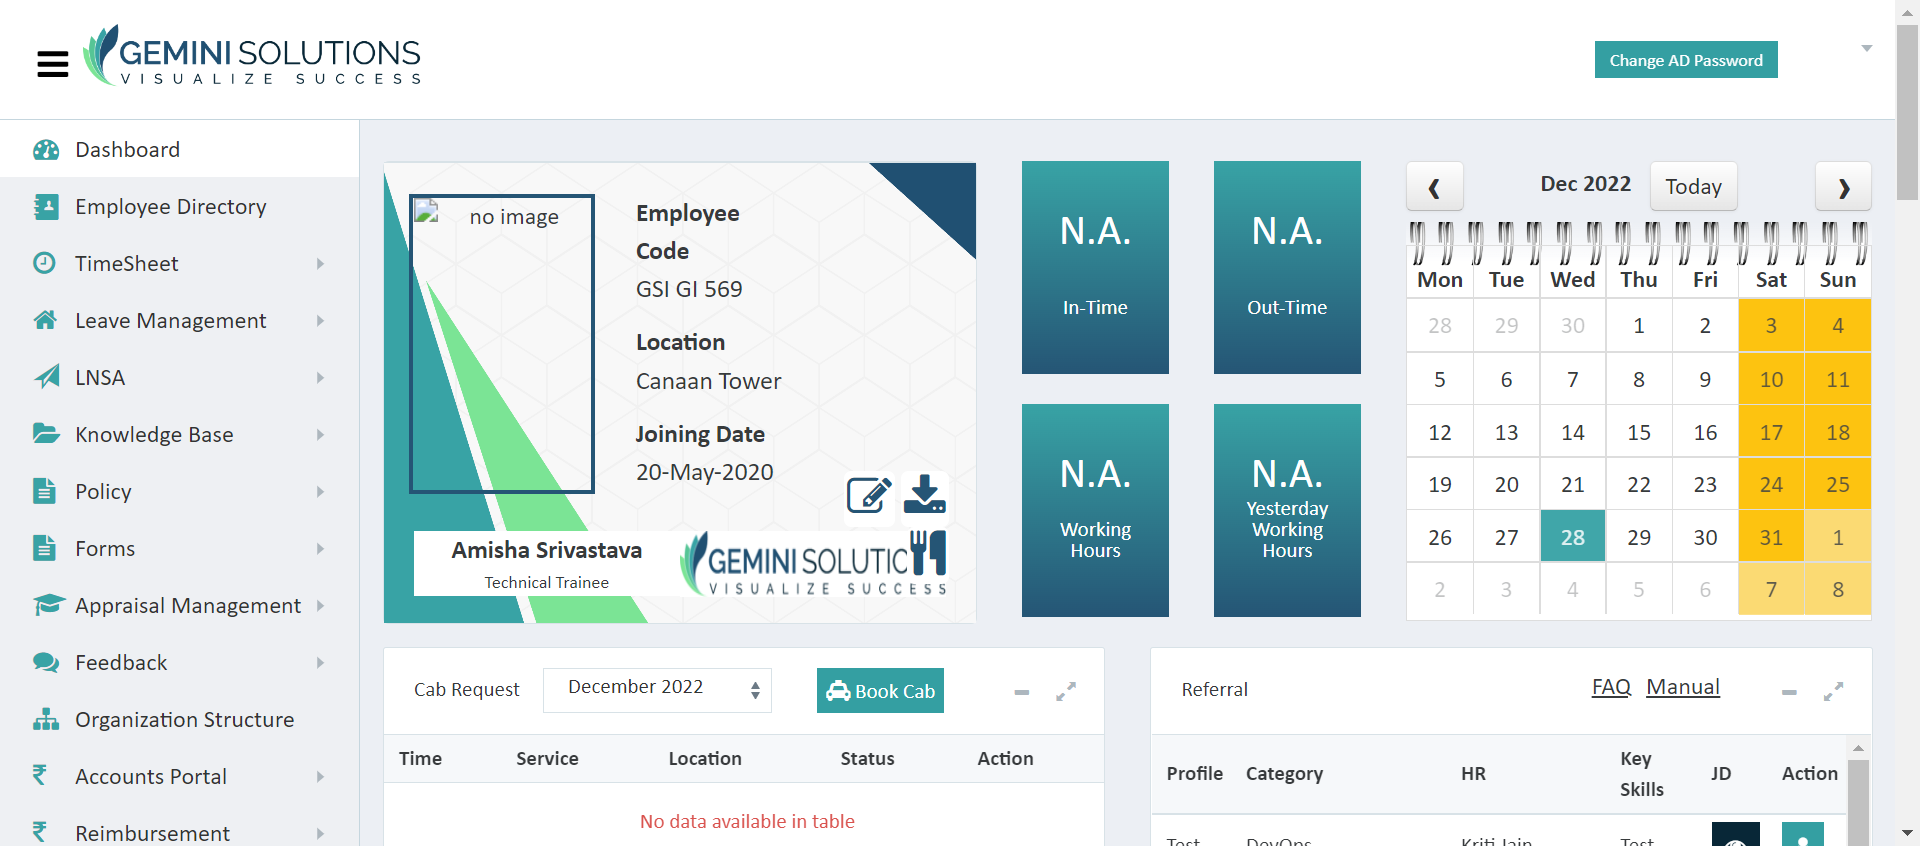 GEMINI SOLUTIONS
VISUALIZE SUCCESS
Change AD Password
Dashboard
Employee Directory
TimeSheet
Leave Management
LNSA
Knowledge Base
Policy
Forms
Appraisal Management
Feedback
Organization Structure
Accounts Portal
Reimbursement
no image
Employee
Code
GSI GI 569
Location
Canaan Tower
Joining Date
20-May-2020
Amisha Srivastava
Technical Trainee
GEMINI SOLUTIC
VISUALIZE SUCCESS
N.A.
In-Time
N.A.
Out-Time
N.A.
Working
Hours
N.A.
Yesterday
Working
Hours
Dec 2022 Today
Mon Tue Wed Thu Fri Sat Sun
28 29 30 1 2 3 4
5 6 7 8 9 10 11
12 13 14 15 16 17 18
19 20 21 22 23 24 25
26 27 28 29 30 31 1
2 3 4 5 6 7 8
Cab Request December 2022 Book Cab
Time Service Location Status Action
No data available in table
Referral FAQ Manual
Profile Category HR Key Skills JD Action
Test DevOps Kriti Jain Test